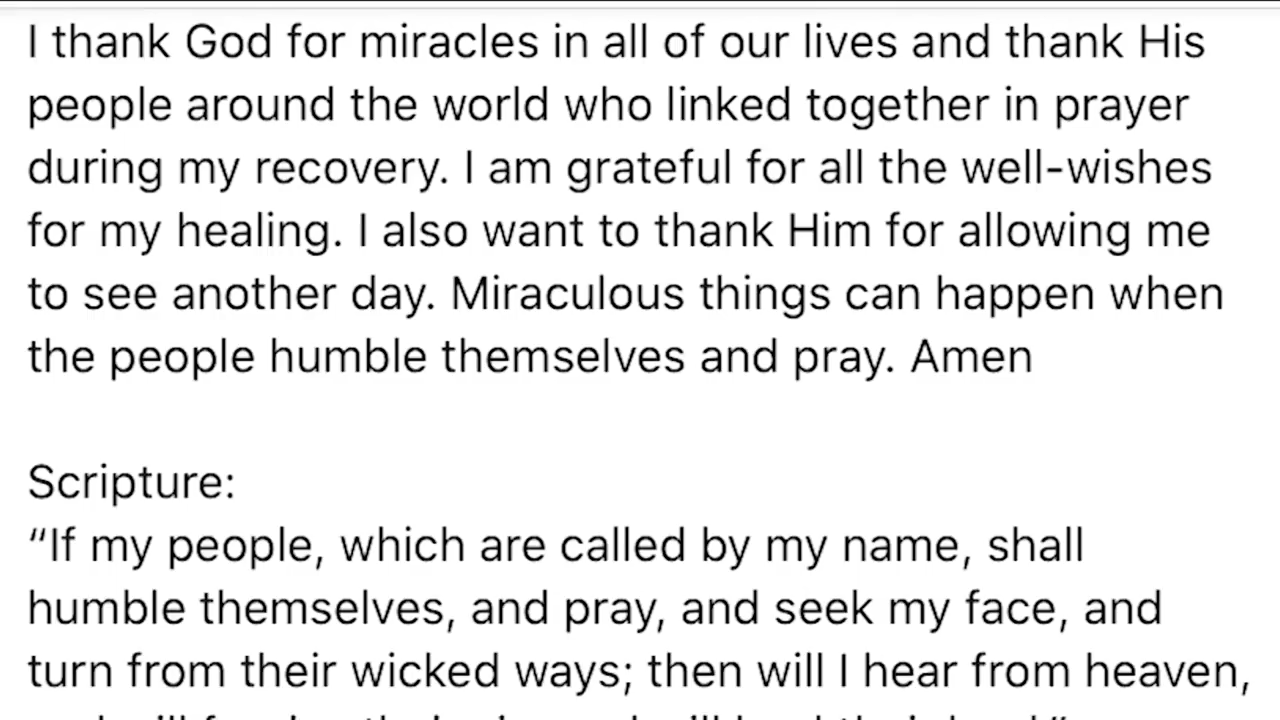 I thank God for miracles in all of our lives and thank His
people around the world who linked together in prayer
during my recovery. I am grateful for all the well-wishes
for my healing. I also want to thank Him for allowing me
to see another day. Miraculous things can happen when
the people humble themselves and pray. Amen
Scripture:
“If my people, which are called by my name, shall
humble themselves, and pray, and seek my face, and
turn from their wicked ways; then will I hear from heaven,